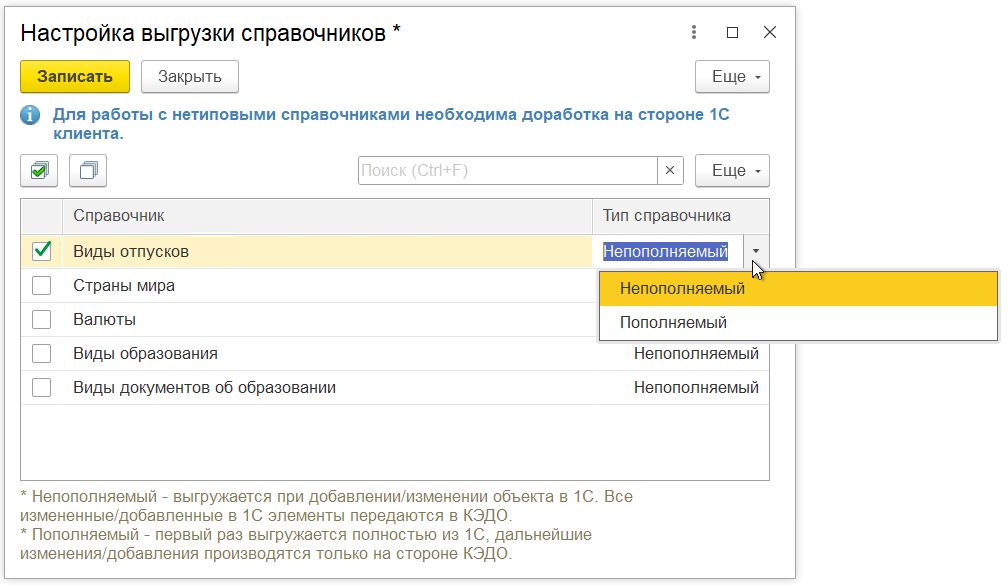 Настройка выгрузки справочников *
Записать
Закрыть
Еще
Для работы с нетиповыми справочниками необходима доработка на стороне 1С
клиента.
Поиск (Ctrl+F)
Еще
Справочник
Тип справочника
Виды отпусков
Непополняемый
Страны мира
Непополняемый
Валюты
Пополняемый
Виды образования
Непополняемый
Виды документов об образовании
Непополняемый
* Непополняемый - выгружается при добавлении/изменении объекта в 1С. Все
измененные/добавленные в 1С элементы передаются в КЭДО.
* Пополняемый - первый раз выгружается полностью из 1С, дальнейшие
изменения/добавления производятся только на стороне КЭДО.